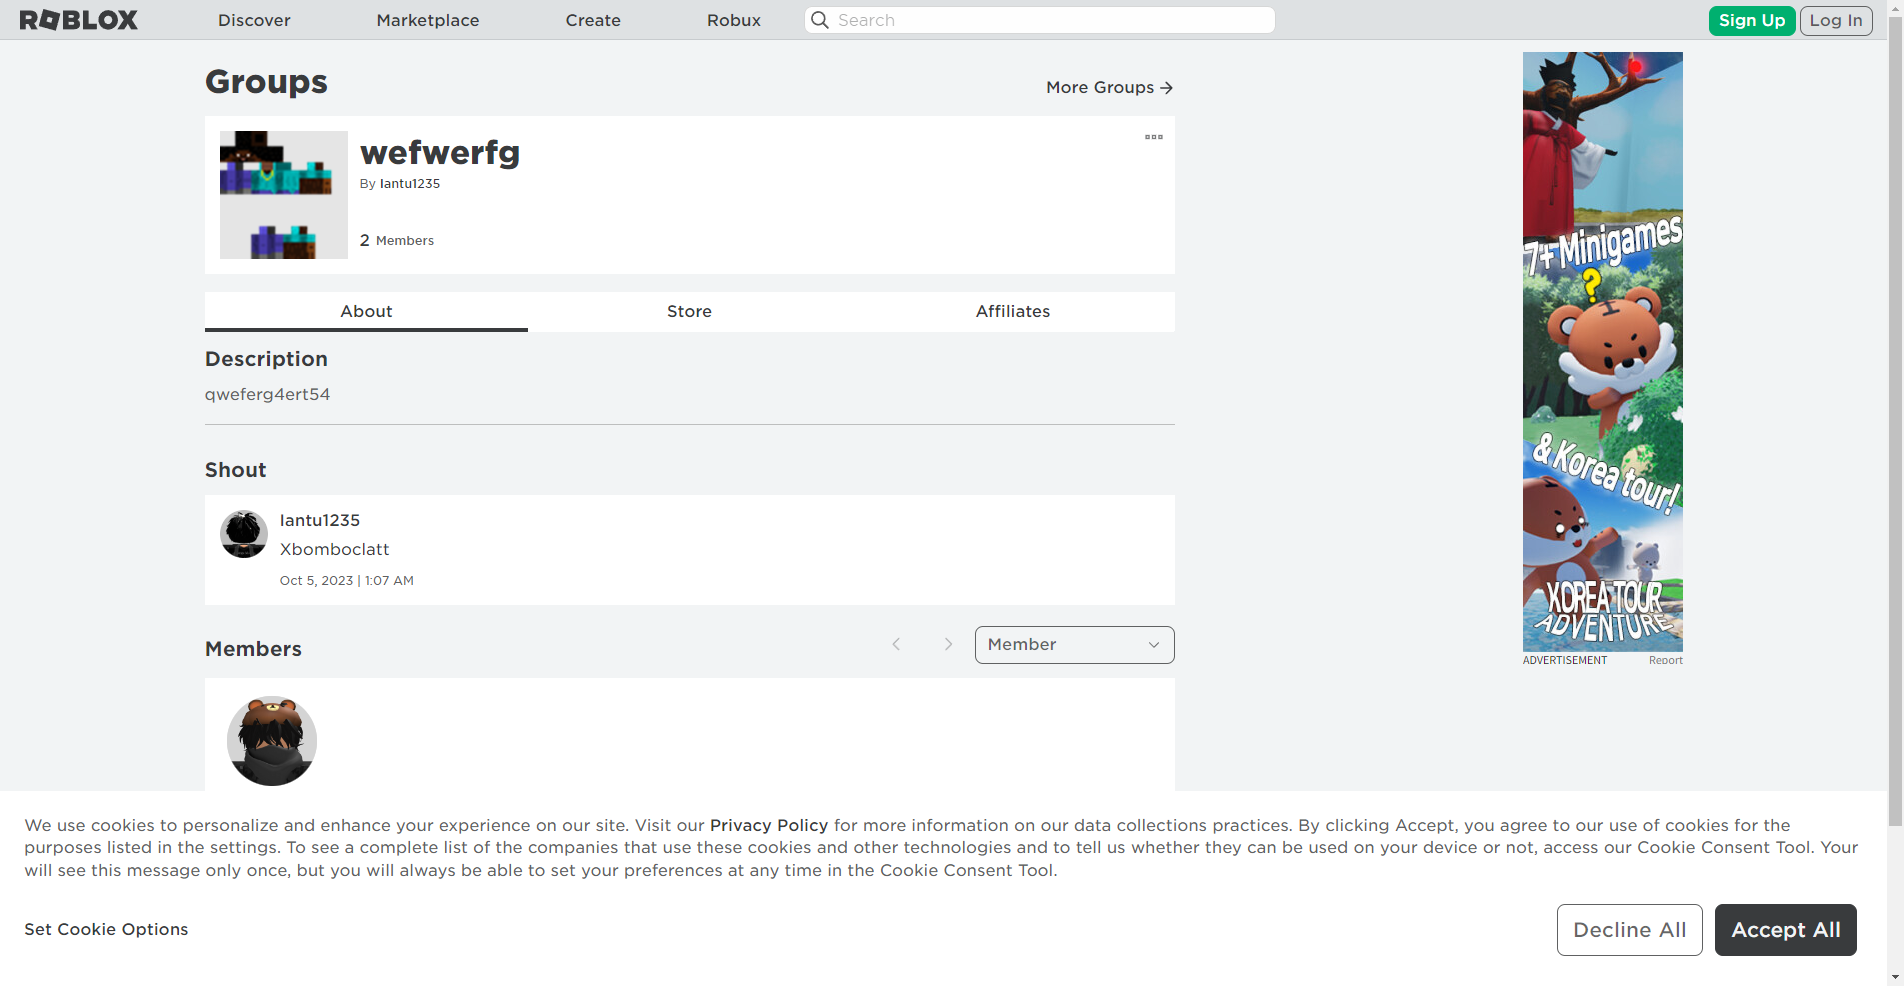 ROBLOX
Discover
Marketplace
Create
Robux
Search
Sign Up
Log In
Groups
More Groups
wefwerfg
By Iantu1235
2 Members
About
Store
Affiliates
Description
qweferg4ert54
Shout
Iantu1235
Xbomboclatt
Oct 5, 2023 | 1:07 AM
Members
Member
7+ Minigames
?
& Korea tour!
KOREA TOUR
ADVENTURE
ADVERTISEMENT
Report
We use cookies to personalize and enhance your experience on our site. Visit our Privacy Policy for more information on our data collections practices. By clicking Accept, you agree to our use of cookies for the
purposes listed in the settings. To see a complete list of the companies that use these cookies and other technologies and to tell us whether they can be used on your device or not, access our Cookie Consent Tool. Your
will see this message only once, but you will always be able to set your preferences at any time in the Cookie Consent Tool.
Set Cookie Options
Decline All
Accept All